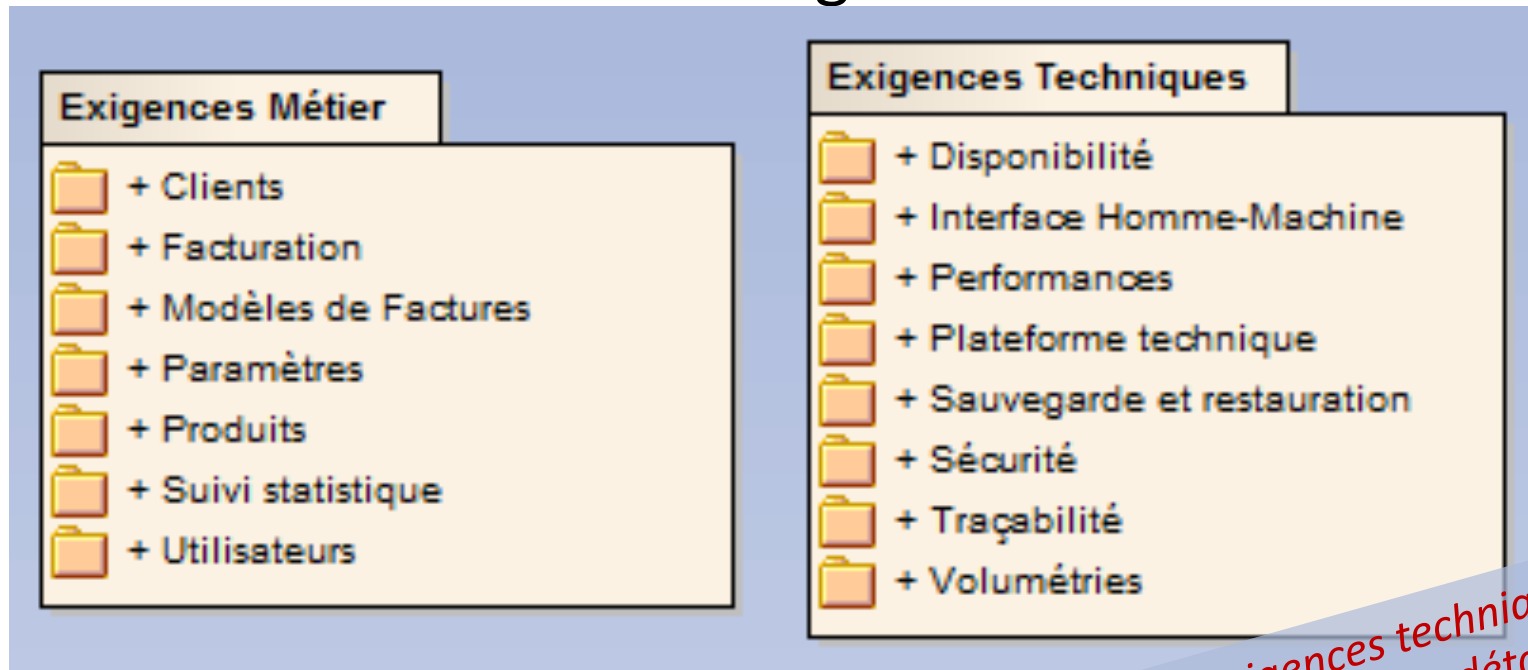 Exigences Métier
+ Clients
+ Facturation
+ Modèles de Factures
+ Paramètres
+ Produits
+ Suivi statistique
+ Utilisateurs
Exigences Techniques
+ Disponibilité
+ Interface Homme-Machine
+ Performances
+ Plateforme technique
+ Sauvegarde et restauration
+ Sécurité
+ Traçabilité
+ Volumétries